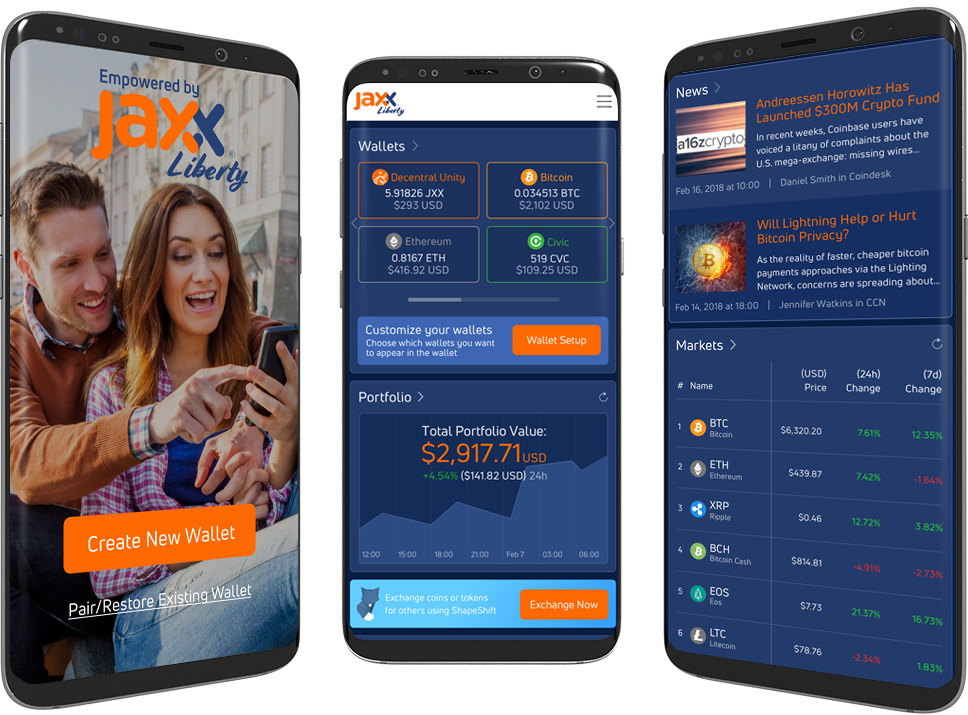 Empowered by
jaxx
Liberty®
Create New Wallet
Pair/Restore Existing Wallet
jaxx
Liberty
Wallets >
Decentral Unity
5.91826 JXX
$293 USD
Bitcoin
0.034513 BTC
$2,102 USD
Ethereum
0.8167 ETH
$416.92 USD
Civic
519 CVC
$109.25 USD
Customize your wallets
Choose which wallets you want
to appear in the wallet
Wallet Setup
Portfolio >
Total Portfolio Value:
$2,917.71 USD
+4.54% ($141.82 USD) 24h
12:00 15:00 18:00 21:00 Feb 7 03:00 06:00
Exchange coins or tokens
for others using ShapeShift
Exchange Now
News >
a16zcrypto
Andreessen Horowitz Has
Launched $300M Crypto Fund
In recent weeks, Coinbase users have
voiced a litany of complaints about the
U.S. mega-exchange: missing wires...
Feb 16, 2018 at 10:00 | Daniel Smith in Coindesk
Will Lightning Help or Hurt
Bitcoin Privacy?
As the reality of faster, cheaper bitcoin
payments approaches via the Lighting
Network, concerns are spreading about...
Feb 14, 2018 at 18:00 | Jennifer Watkins in CCN
Markets >
# Name (USD) Price (24h) Change (7d) Change
1 BTC Bitcoin $6,320.20 7.61% 12.35%
2 ETH Ethereum $439.87 7.42% -1.64%
3 XRP Ripple $0.46 12.72% 3.82%
4 BCH Bitcoin Cash $814.81 -4.91% -2.73%
5 EOS Eos $7.73 21.37% 16.73%
6 LTC Litecoin $78.76 -2.34% 1.83%